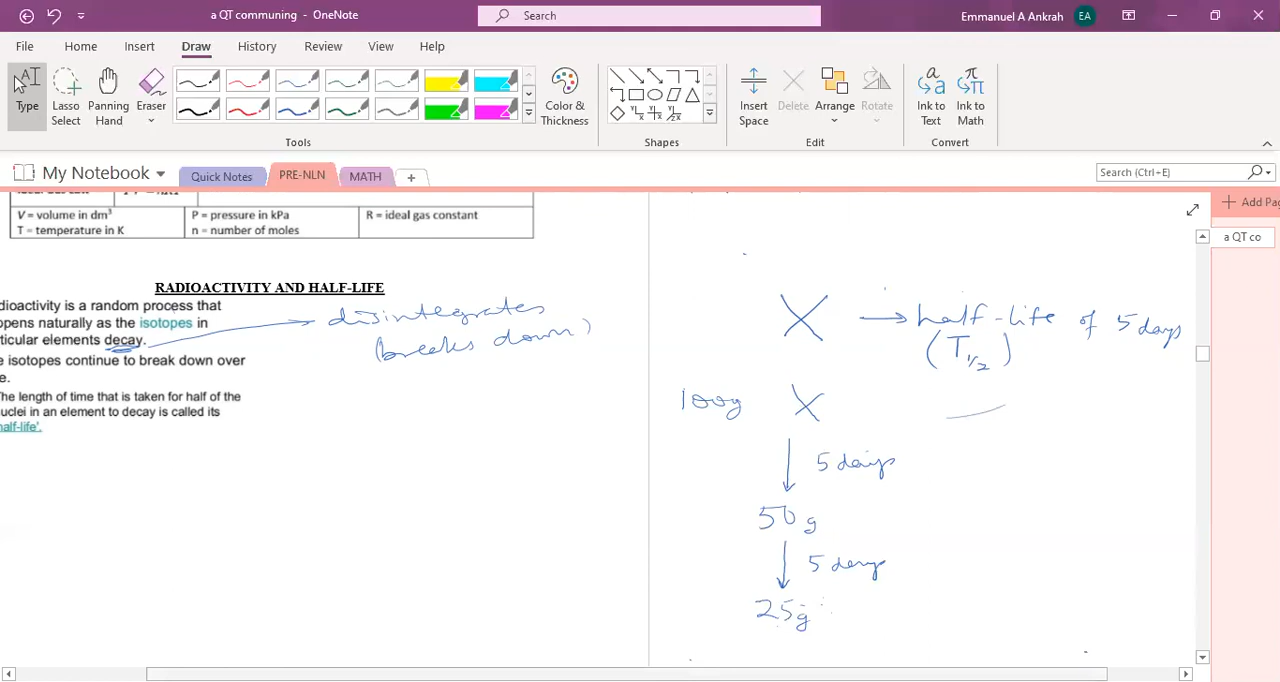 a QT communing - OneNote
Search
Emmanuel A Ankrah
EA
File Home Insert Draw History Review View Help
Type
Lasso Select
Panning Hand
Eraser
Color & Thickness
Insert Space
Delete
Arrange
Rotate
Ink to Text
Ink to Math
Tools
Shapes
Edit
Convert
My Notebook
Quick Notes
PRE-NLN
MATH
Search (Ctrl+E)
Add Pag
a QT co
V = volume in dm³ P = pressure in kPa R = ideal gas constant
T = temperature in K n = number of moles
RADIOACTIVITY AND HALF-LIFE
dioactivity is a random process that
opens naturally as the isotopes in
ticular elements decay.
e isotopes continue to break down over
e.
The length of time that is taken for half of the
nuclei in an element to decay is called its
half-life'.
disintegrates
(breaks down)
X → half-life of 5 days
(T 1/2)
100g X
5 days
50g
5 days
25g